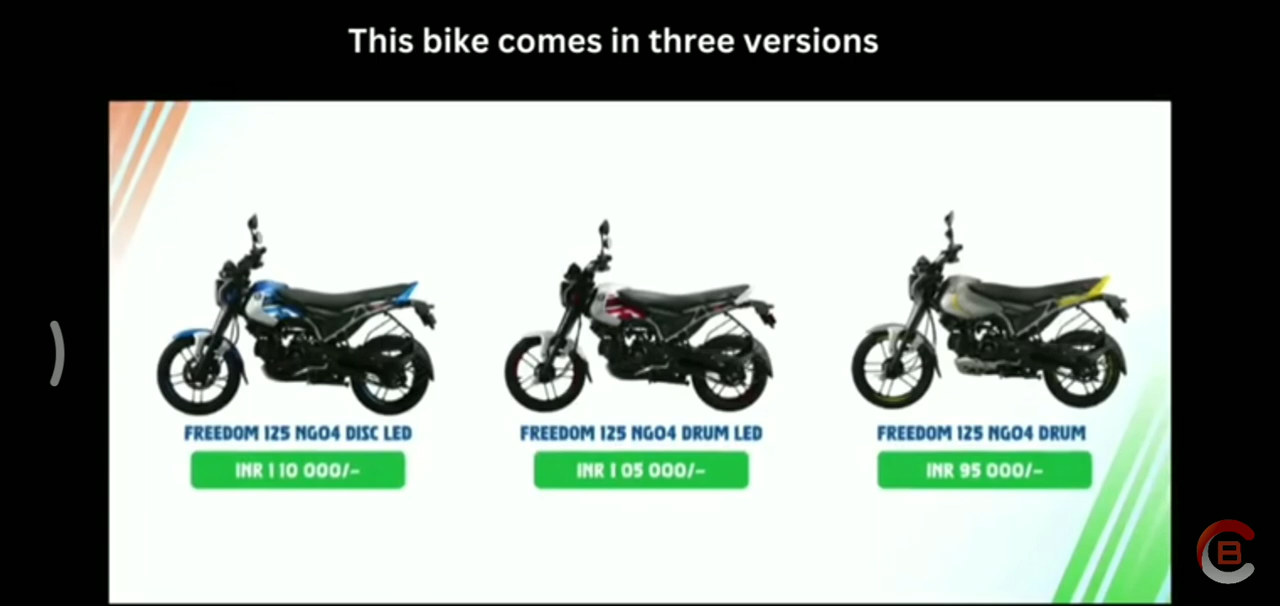 This bike comes in three versions
FREEDOM 125 NG04 DISC LED
INR 1 10 000/-
FREEDOM 125 NG04 DRUM LED
INR 1 05 000/-
FREEDOM 125 NG04 DRUM
INR 95 000/-
CB